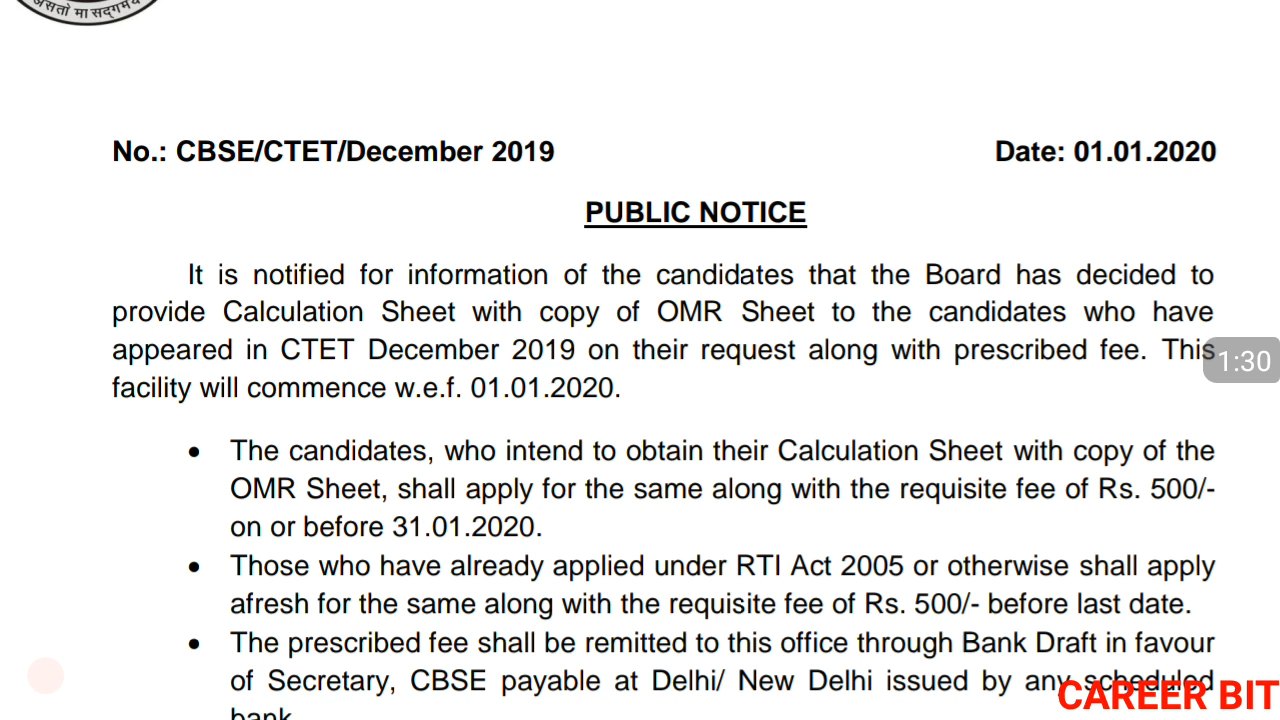 असतो मा सद्गमय
No.: CBSE/CTET/December 2019 Date: 01.01.2020
PUBLIC NOTICE
It is notified for information of the candidates that the Board has decided to
provide Calculation Sheet with copy of OMR Sheet to the candidates who have
appeared in CTET December 2019 on their request along with prescribed fee. This
facility will commence w.e.f. 01.01.2020.
1:30
• The candidates, who intend to obtain their Calculation Sheet with copy of the
OMR Sheet, shall apply for the same along with the requisite fee of Rs. 500/-
on or before 31.01.2020.
• Those who have already applied under RTI Act 2005 or otherwise shall apply
afresh for the same along with the requisite fee of Rs. 500/- before last date.
• The prescribed fee shall be remitted to this office through Bank Draft in favour
of Secretary, CBSE payable at Delhi/ New Delhi issued by any scheduled
bank
CAREER BIT